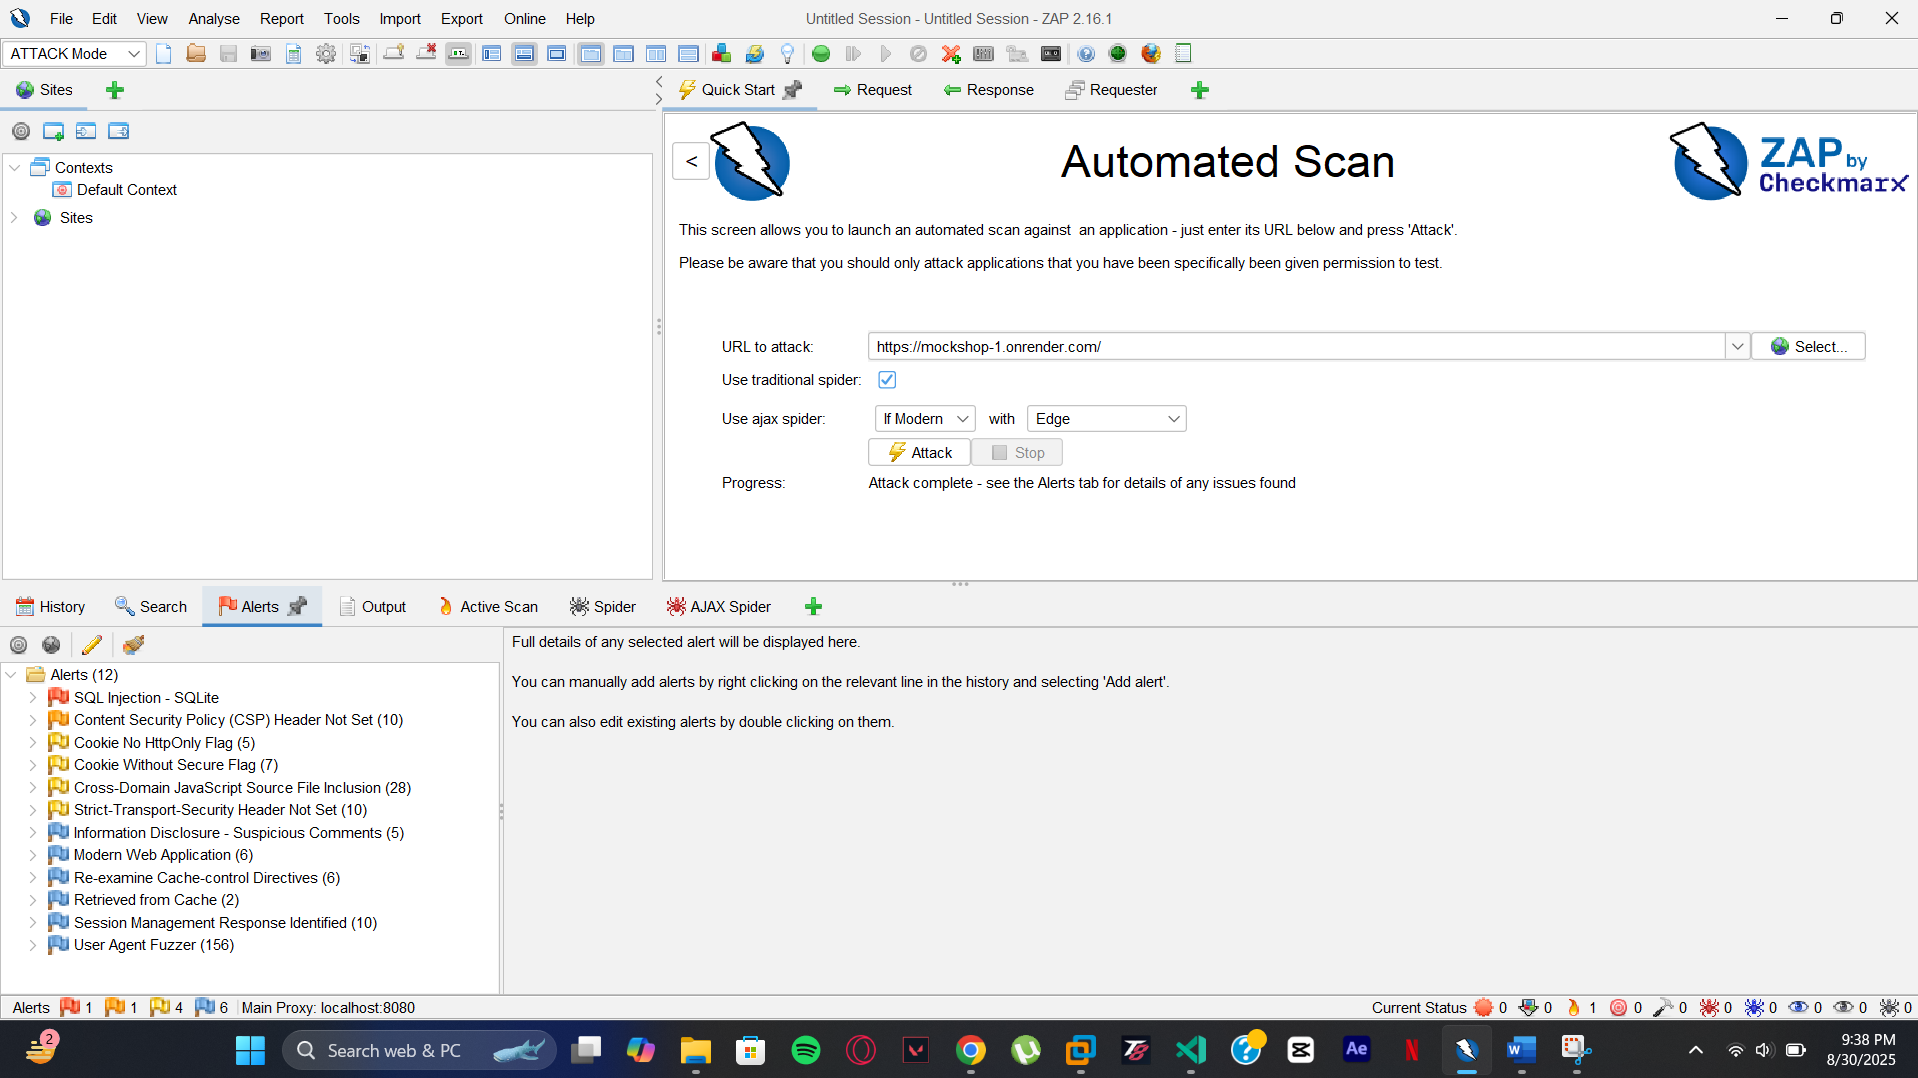 File Edit View Analyse Report Tools Import Export Online Help
Untitled Session - Untitled Session - ZAP 2.16.1
ATTACK Mode
Sites
Quick Start Request Response Requester
Contexts
Default Context
Sites
<
Automated Scan
ZAP by
Checkmarx
This screen allows you to launch an automated scan against  an application - just enter its URL below and press 'Attack'.
Please be aware that you should only attack applications that you have been specifically been given permission to test.
URL to attack: https://mockshop-1.onrender.com/ Select...
Use traditional spider:
Use ajax spider: If Modern with Edge
Attack Stop
Progress: Attack complete - see the Alerts tab for details of any issues found
History Search Alerts Output Active Scan Spider AJAX Spider
Alerts (12)
SQL Injection - SQLite
Content Security Policy (CSP) Header Not Set (10)
Cookie No HttpOnly Flag (5)
Cookie Without Secure Flag (7)
Cross-Domain JavaScript Source File Inclusion (28)
Strict-Transport-Security Header Not Set (10)
Information Disclosure - Suspicious Comments (5)
Modern Web Application (6)
Re-examine Cache-control Directives (6)
Retrieved from Cache (2)
Session Management Response Identified (10)
User Agent Fuzzer (156)
Full details of any selected alert will be displayed here.
You can manually add alerts by right clicking on the relevant line in the history and selecting 'Add alert'.
You can also edit existing alerts by double clicking on them.
Alerts 1 1 4 6 Main Proxy: localhost:8080
Current Status 0 0 1 0 0 0 0 0 0 0
2
Search web & PC
Ae
N
W
9:38 PM
8/30/2025